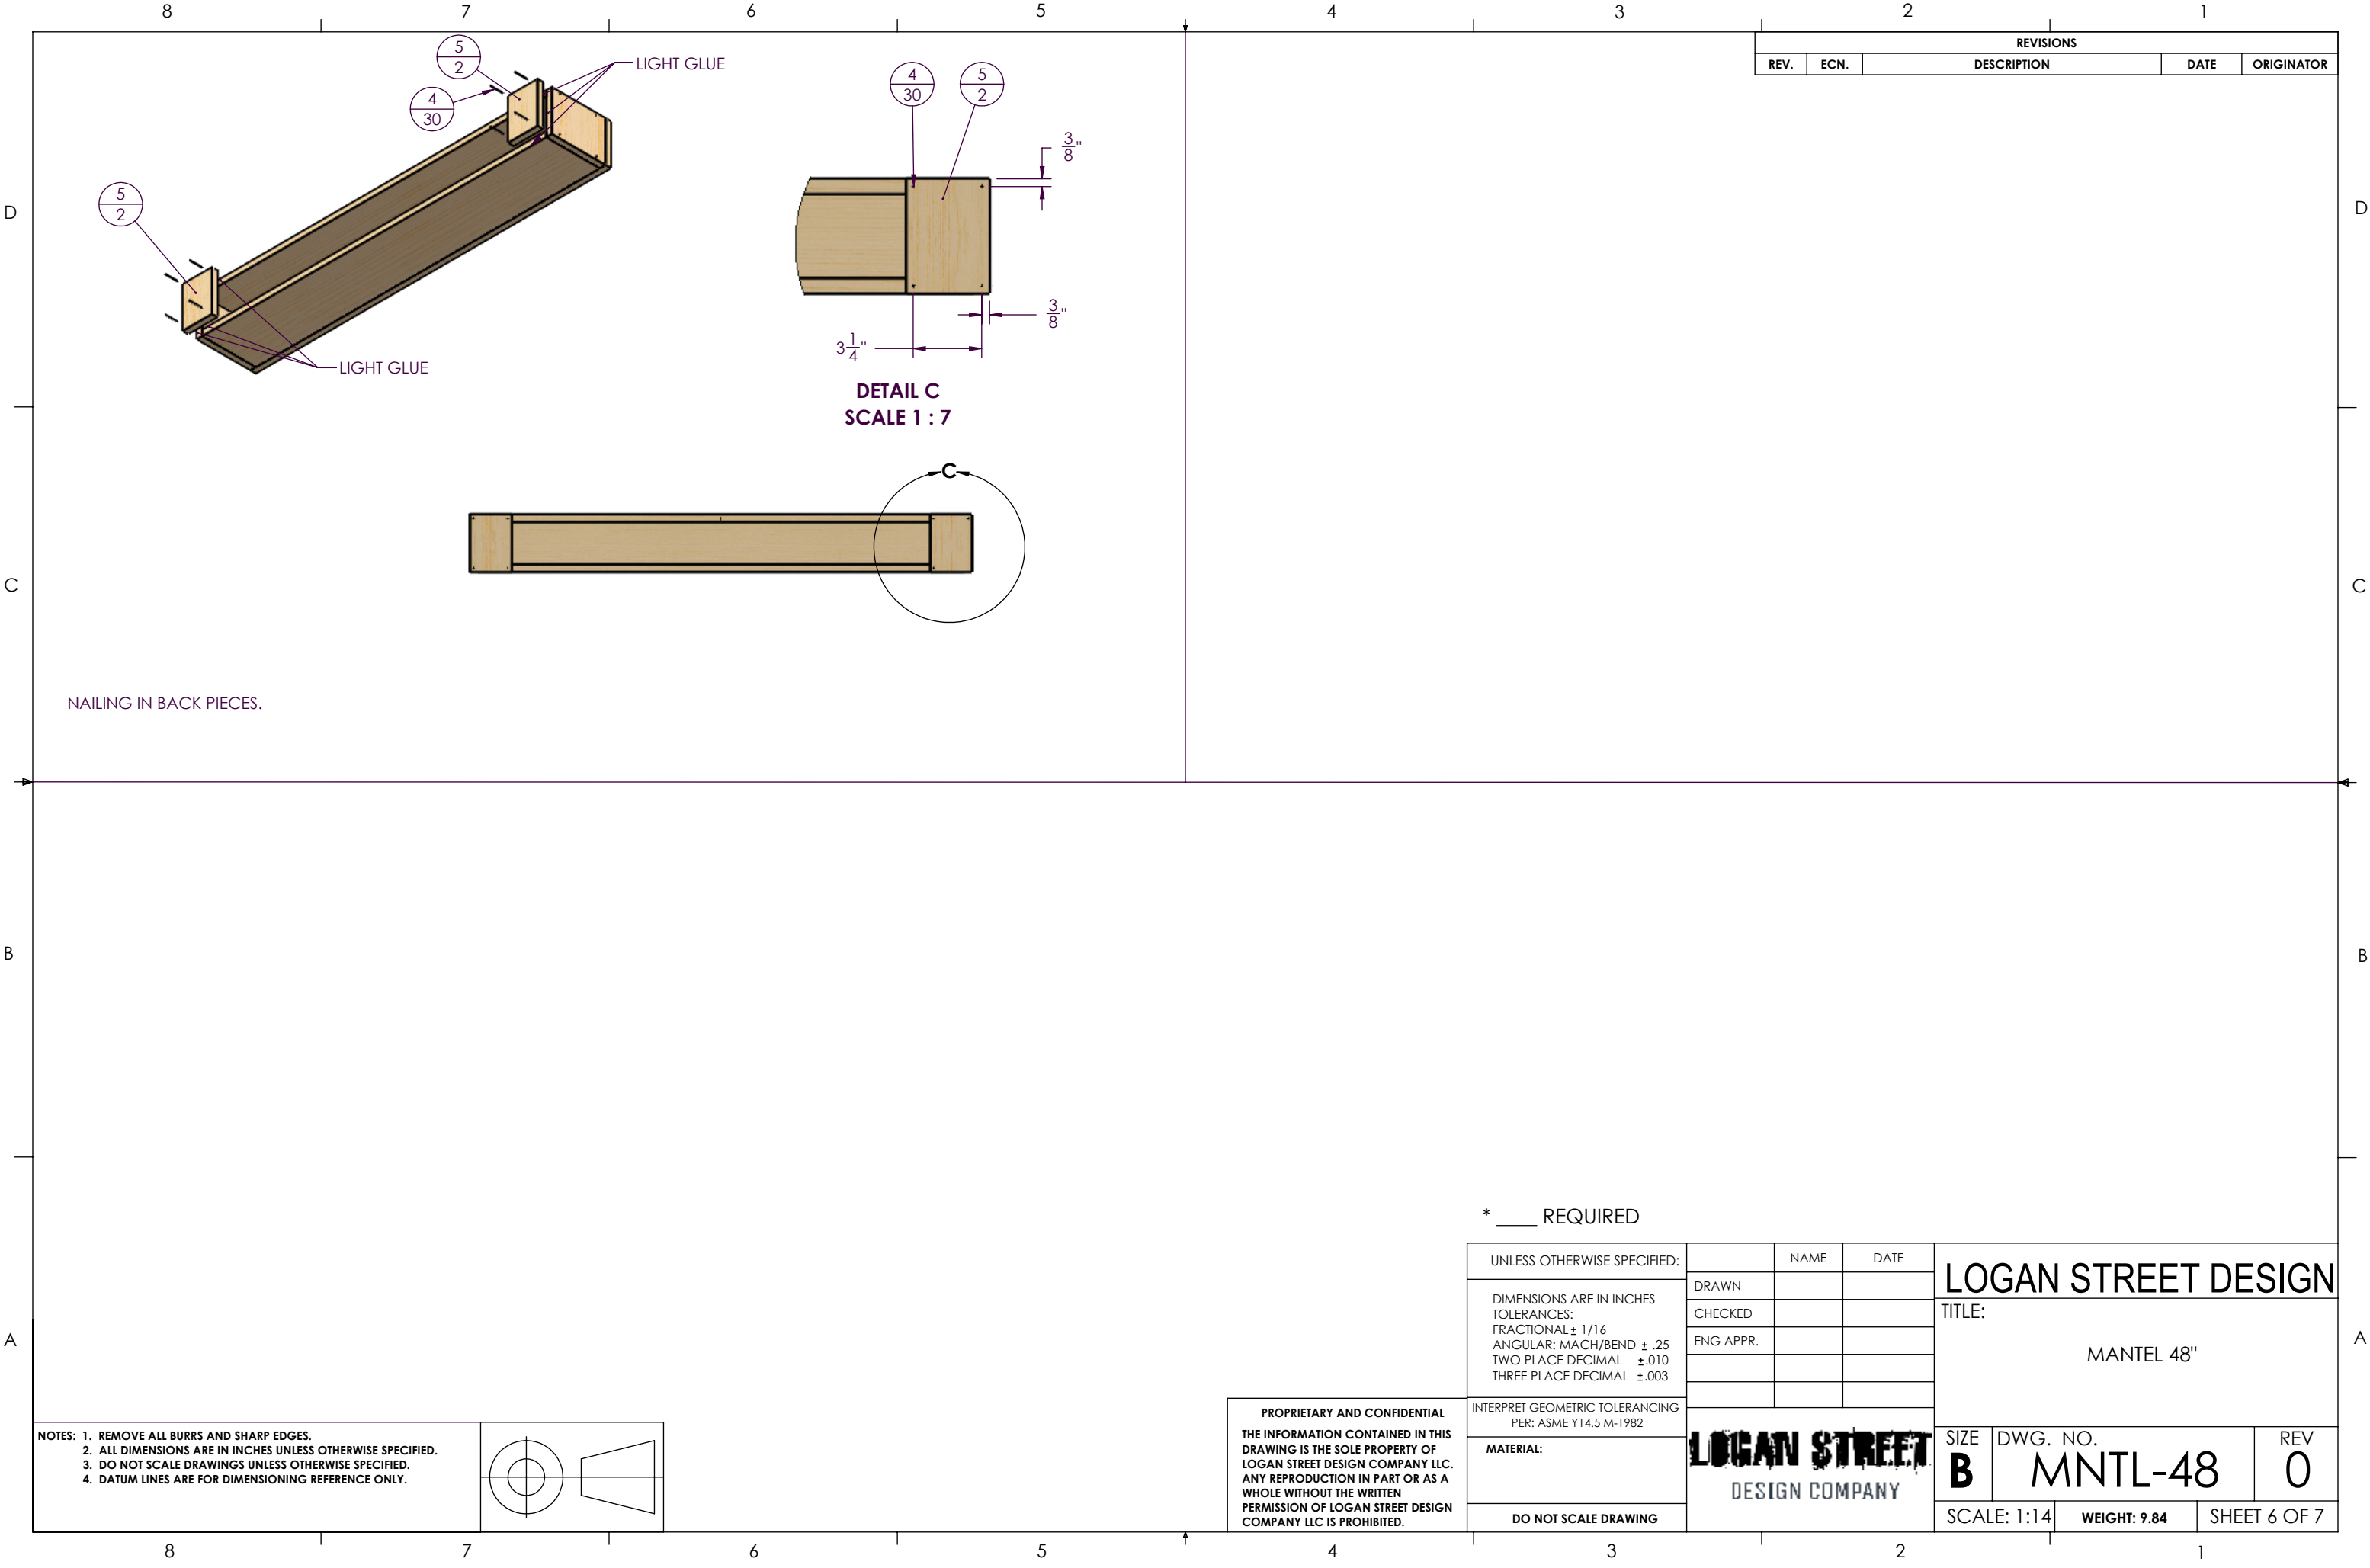 8 7 6 5 4 3 2 1
REVISIONS
REV. ECN. DESCRIPTION DATE ORIGINATOR
5
2
LIGHT GLUE
4
30
5
2
LIGHT GLUE
4
30
5
2
3/8"
3/8"
3 1/4"
DETAIL C
SCALE 1 : 7
D D
C
C C
NAILING IN BACK PIECES.
B B
* ____ REQUIRED
A A
NOTES: 1. REMOVE ALL BURRS AND SHARP EDGES.
2. ALL DIMENSIONS ARE IN INCHES UNLESS OTHERWISE SPECIFIED.
3. DO NOT SCALE DRAWINGS UNLESS OTHERWISE SPECIFIED.
4. DATUM LINES ARE FOR DIMENSIONING REFERENCE ONLY.
PROPRIETARY AND CONFIDENTIAL
THE INFORMATION CONTAINED IN THIS
DRAWING IS THE SOLE PROPERTY OF
LOGAN STREET DESIGN COMPANY LLC.
ANY REPRODUCTION IN PART OR AS A
WHOLE WITHOUT THE WRITTEN
PERMISSION OF LOGAN STREET DESIGN
COMPANY LLC IS PROHIBITED.
UNLESS OTHERWISE SPECIFIED:
DIMENSIONS ARE IN INCHES
TOLERANCES:
FRACTIONAL ± 1/16
ANGULAR: MACH/BEND ± .25
TWO PLACE DECIMAL ±.010
THREE PLACE DECIMAL ±.003
INTERPRET GEOMETRIC TOLERANCING
PER: ASME Y14.5 M-1982
MATERIAL:
DO NOT SCALE DRAWING
NAME DATE
DRAWN
CHECKED
ENG APPR.
LOGAN STREET
DESIGN COMPANY
LOGAN STREET DESIGN
TITLE:
MANTEL 48"
SIZE DWG. NO. REV
B MNTL-48 0
SCALE: 1:14 WEIGHT: 9.84 SHEET 6 OF 7
8 7 6 5 4 3 2 1